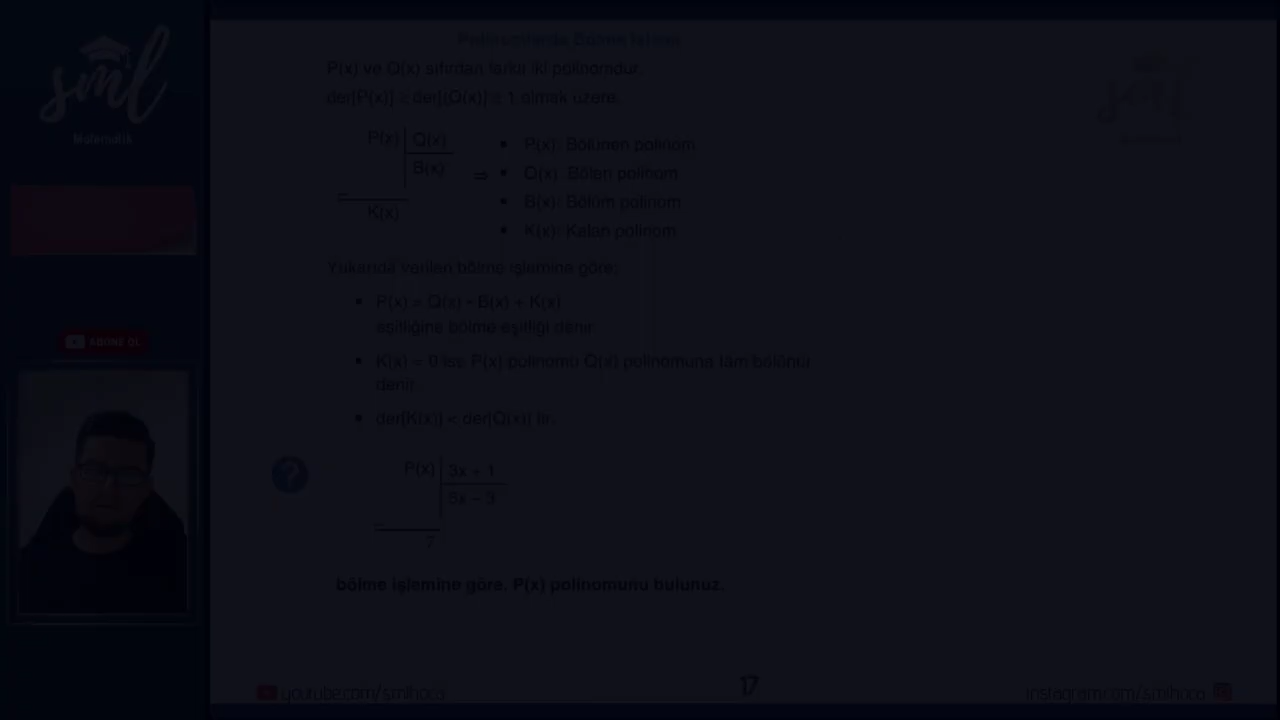 sml
Matematik
Polinomlarda Bölme İşlemi
P(x) ve Q(x) sıfırdan farklı iki polinomdur.
der[P(x)] ≥ der[(Q(x)] ≥ 1 olmak üzere,
P(x) Q(x)
B(x)
K(x)
⇒
• P(x): Bölünen polinom
• Q(x): Bölen polinom
• B(x): Bölüm polinom
• K(x): Kalan polinom
Yukarıda verilen bölme işlemine göre;
• P(x) = Q(x) • B(x) + K(x)
eşitliğine bölme eşitliği denir.
• K(x) = 0 ise P(x) polinomu Q(x) polinomuna tam bölünür
denir.
• der[K(x)] < der[Q(x)] tir.
ABONE OL
?
P(x) 3x + 1
7
bölme işlemine göre, P(x) polinomunu bulunuz.
youtube.com/smlhoca
17
instagram.com/smlhoca